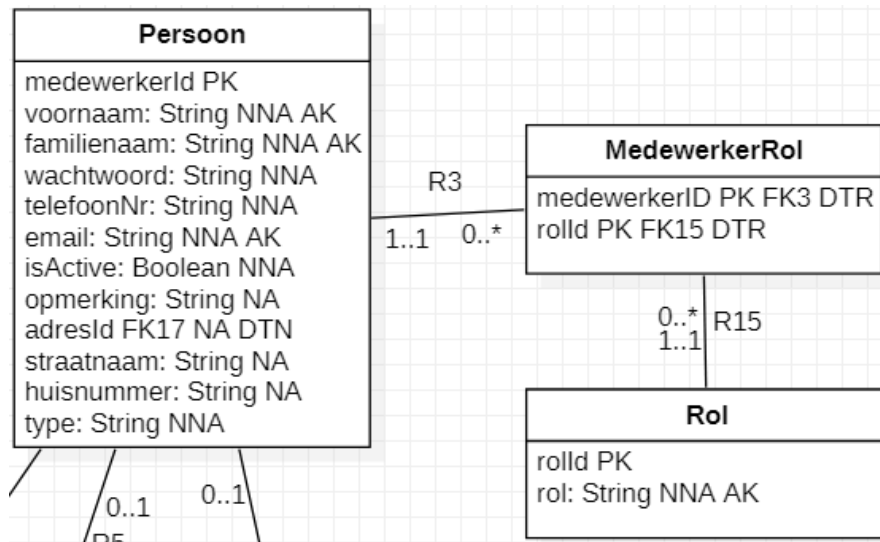 Persoon
medewerkerId PK
voornaam: String NNA AK
familienaam: String NNA AK
wachtwoord: String NNA
telefoonNr: String NNA
email: String NNA AK
isActive: Boolean NNA
opmerking: String NA
adresId FK17 NA DTN
straatnaam: String NA
huisnummer: String NA
type: String NNA
R3
1..1
0..*
MedewerkerRol
medewerkerID PK FK3 DTR
rolId PK FK15 DTR
0..*
R15
1..1
Rol
rolId PK
rol: String NNA AK
0..1
0..1
R5